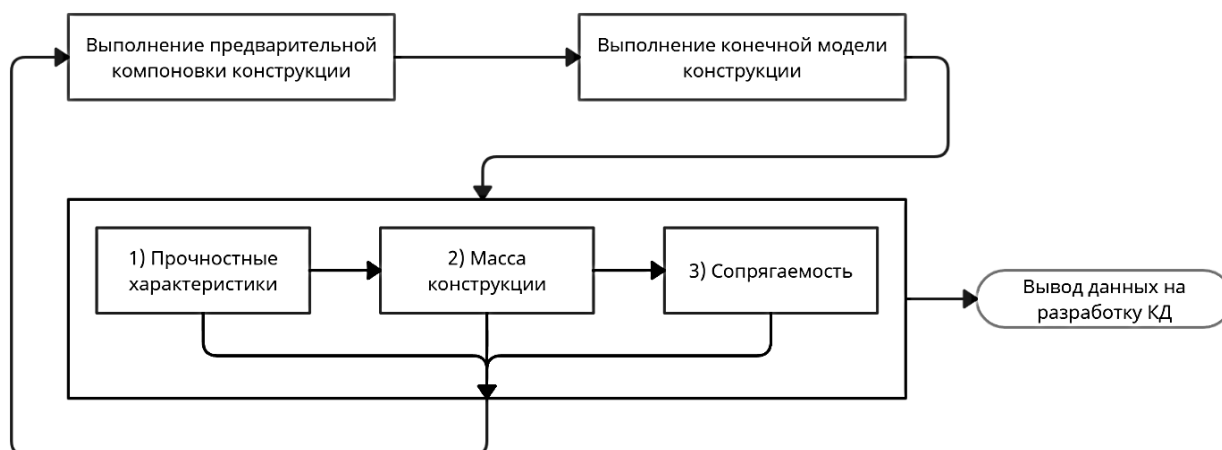 Выполнение предварительной
компоновки конструкции
Выполнение конечной модели
конструкции
1) Прочностные
характеристики
2) Масса
конструкции
3) Сопрягаемость
Вывод данных на
разработку КД